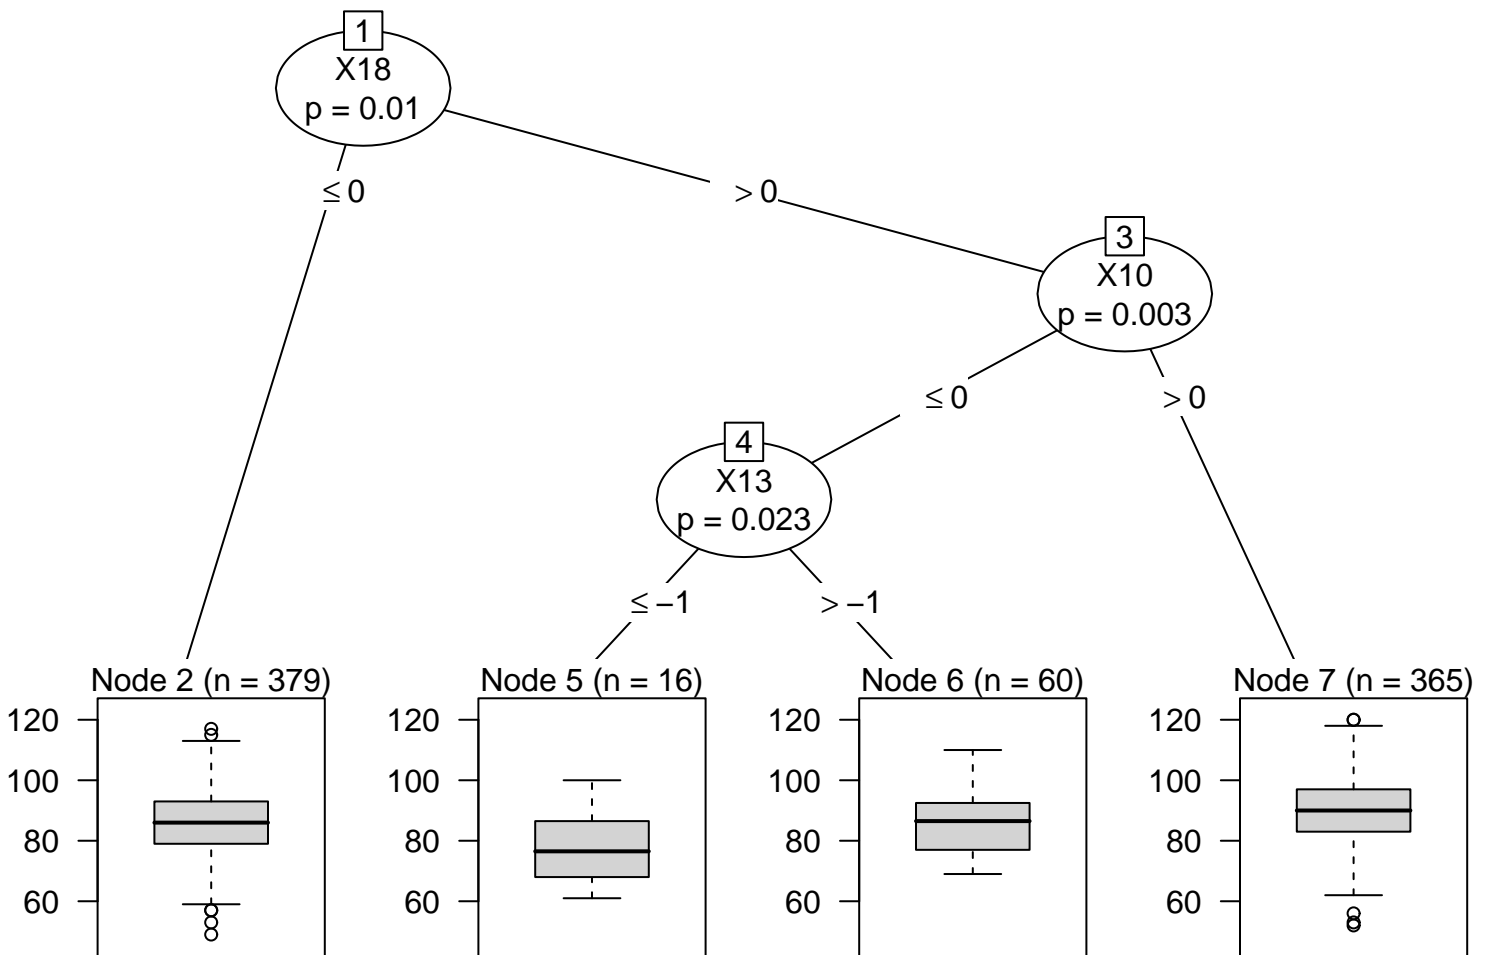 1
X18
p = 0.01
≤ 0
> 0
3
X10
p = 0.003
≤ 0
> 0
4
X13
p = 0.023
≤ −1
> −1
Node 2 (n = 379)
120
100
80
60
Node 5 (n = 16)
120
100
80
60
Node 6 (n = 60)
120
100
80
60
Node 7 (n = 365)
120
100
80
60